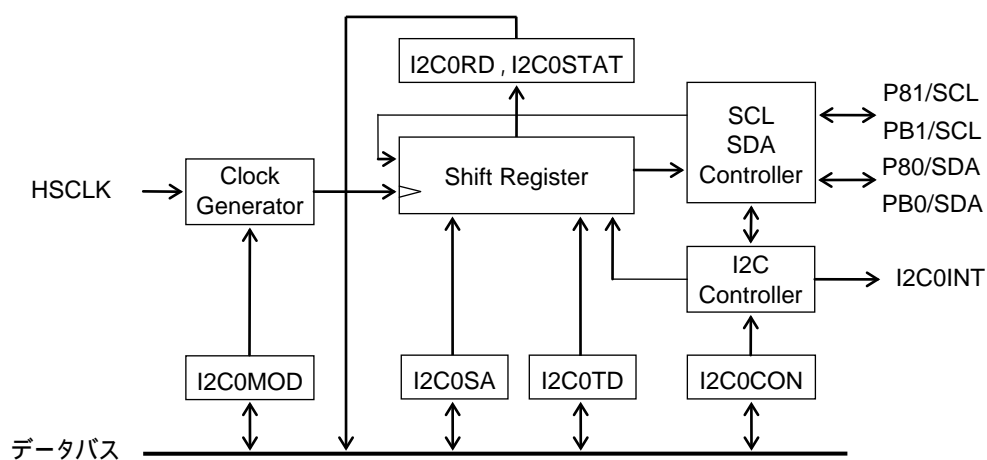 I2C0RD , I2C0STAT
SCL
SDA
Controller
P81/SCL
PB1/SCL
P80/SDA
PB0/SDA
HSCLK
Clock
Generator
Shift Register
I2C
Controller
I2C0INT
I2C0MOD
I2C0SA
I2C0TD
I2C0CON
データバス